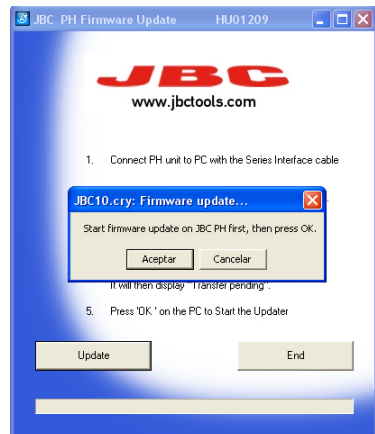 JBC PH Firmware Update HU01209
JBC
www.jbctools.com
1. Connect PH unit to PC with the Series Interface cable
JBC10.cry: Firmware update...
Start firmware update on JBC PH first, then press OK.
Aceptar Cancelar
It will then display "Transfer pending".
5. Press 'OK ' on the PC to Start the Updater
Update End